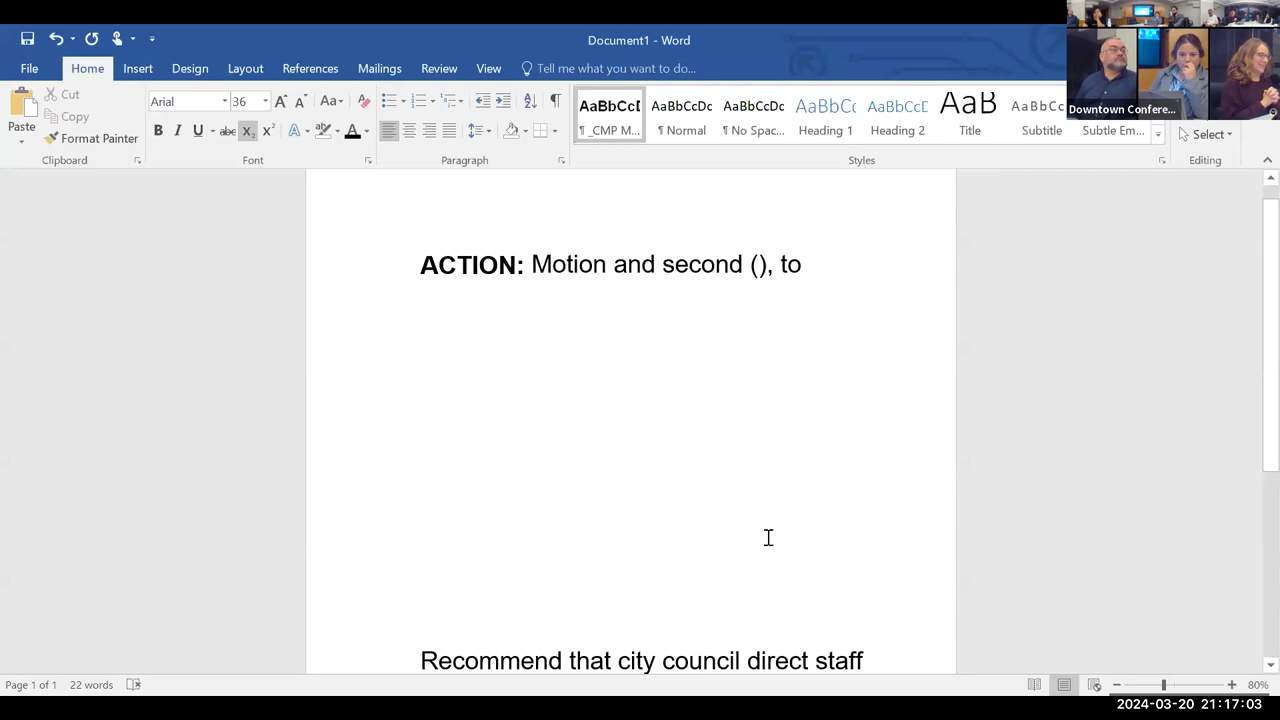 Document1 - Word
File Home Insert Design Layout References Mailings Review View Tell me what you want to do...
Downtown Confere...
Paste
Cut
Copy
Format Painter
Clipboard
Arial 36
Font
Paragraph
AaBbCcI AaBbCcDc AaBbCcDc AaBbCc AaBbCcD AaB AaBbCcD
¶ _CMP M... ¶ Normal ¶ No Spac... Heading 1 Heading 2 Title Subtitle Subtle Em...
Styles
Select
Editing
ACTION: Motion and second (), to
Recommend that city council direct staff
Page 1 of 1 22 words
80%
2024-03-20 21:17:03